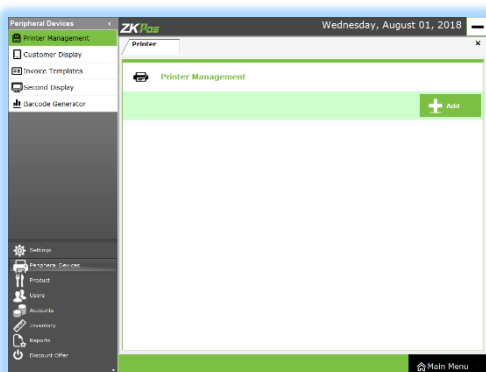 Peripheral Devices <
Printer Management
Customer Display
Invoice Templates
Second Display
Barcode Generator
Settings
Peripheral Devices
Product
Users
Accounts
Inventory
Reports
Discount Offer
ZKPos
Wednesday, August 01, 2018
Printer
×
Printer Management
Add
Main Menu